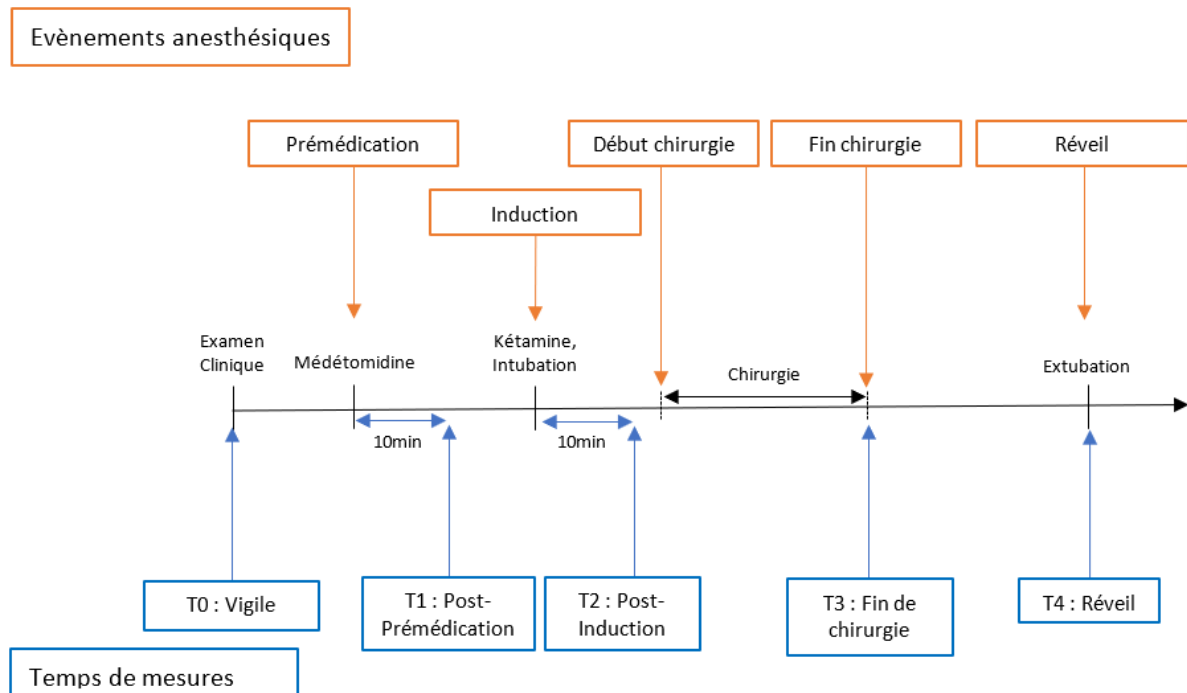 Evènements anesthésiques
Prémédication
Début chirurgie
Fin chirurgie
Réveil
Induction
Examen
Clinique
Médétomidine
Kétamine,
Intubation
Chirurgie
Extubation
10min
10min
T0 : Vigile
T1 : Post-
Prémédication
T2 : Post-
Induction
T3 : Fin de
chirurgie
T4 : Réveil
Temps de mesures